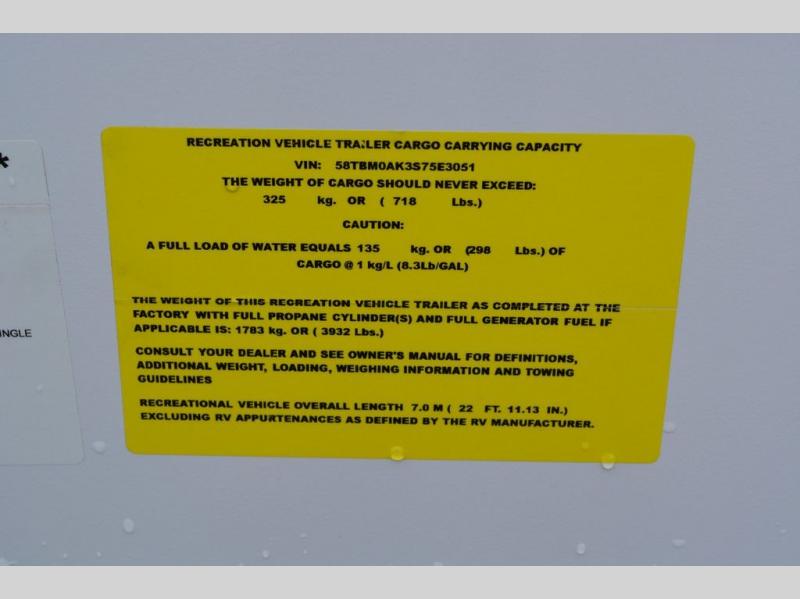 RECREATION VEHICLE TRAILER CARGO CARRYING CAPACITY
VIN: 58TBM0AK3S75E3051
THE WEIGHT OF CARGO SHOULD NEVER EXCEED:
325 kg. OR ( 718 Lbs.)
CAUTION:
A FULL LOAD OF WATER EQUALS 135 kg. OR (298 Lbs.) OF
CARGO @ 1 kg/L (8.3Lb/GAL)
THE WEIGHT OF THIS RECREATION VEHICLE TRAILER AS COMPLETED AT THE
FACTORY WITH FULL PROPANE CYLINDER(S) AND FULL GENERATOR FUEL IF
APPLICABLE IS: 1783 kg. OR ( 3932 Lbs.)
CONSULT YOUR DEALER AND SEE OWNER'S MANUAL FOR DEFINITIONS,
ADDITIONAL WEIGHT, LOADING, WEIGHING INFORMATION AND TOWING
GUIDELINES
RECREATIONAL VEHICLE OVERALL LENGTH 7.0 M ( 22 FT. 11.13 IN.)
EXCLUDING RV APPURTENANCES AS DEFINED BY THE RV MANUFACTURER.
*
INGLE